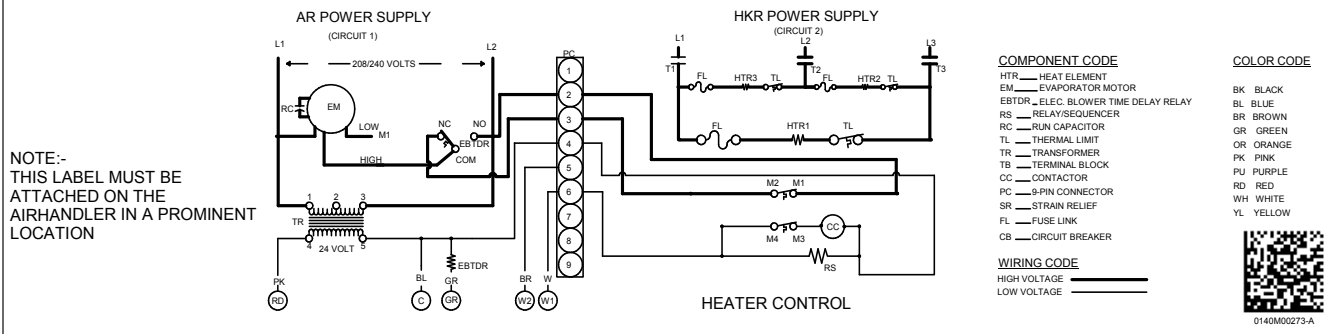 AR POWER SUPPLY
(CIRCUIT 1)
L1
L2
208/240 VOLTS
RC
EM
LOW
M1
HIGH
NC
NO
EBTDR
COM
TR
1
2
3
4
5
24 VOLT
EBTDR
PK
RD
BL
C
GR
GR
BR
W2
W
W1
PC
1
2
3
4
5
6
7
8
9
HKR POWER SUPPLY
(CIRCUIT 2)
L1
L2
L3
T1
T2
T3
FL
HTR3
TL
FL
HTR2
TL
FL
HTR1
TL
M2
M1
M4
M3
CC
RS
HEATER CONTROL
NOTE:-
THIS LABEL MUST BE
ATTACHED ON THE
AIRHANDLER IN A PROMINENT
LOCATION
COMPONENT CODE
HTR HEAT ELEMENT
EM EVAPORATOR MOTOR
EBTDR ELEC. BLOWER TIME DELAY RELAY
RS RELAY/SEQUENCER
RC RUN CAPACITOR
TL THERMAL LIMIT
TR TRANSFORMER
TB TERMINAL BLOCK
CC CONTACTOR
PC 9-PIN CONNECTOR
SR STRAIN RELIEF
FL FUSE LINK
CB CIRCUIT BREAKER
WIRING CODE
HIGH VOLTAGE
LOW VOLTAGE
COLOR CODE
BK BLACK
BL BLUE
BR BROWN
GR GREEN
OR ORANGE
PK PINK
PU PURPLE
RD RED
WH WHITE
YL YELLOW
0140M00273-A